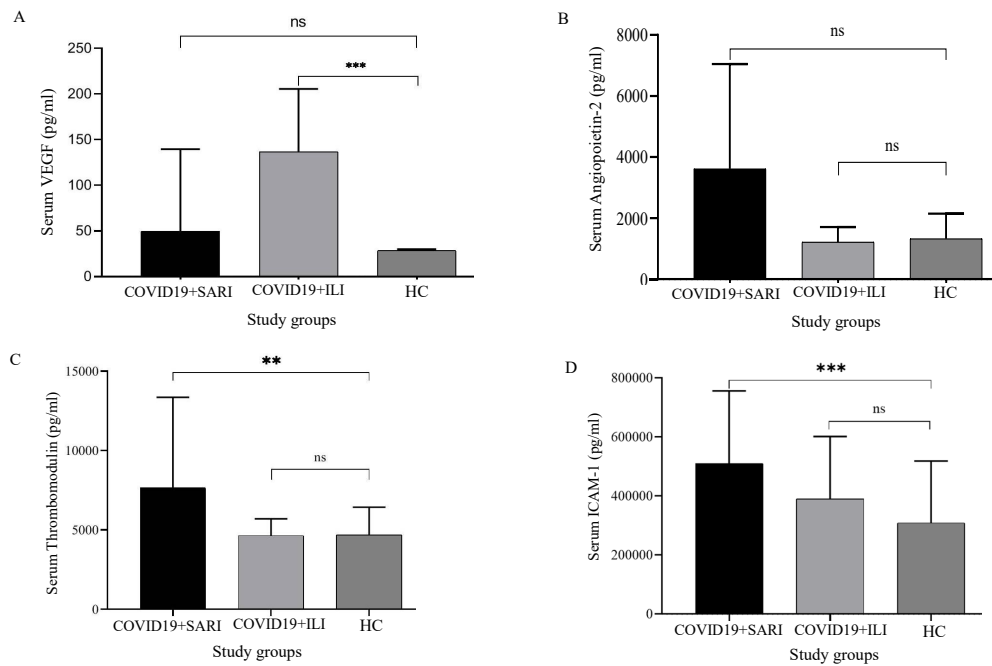 A
ns
***
250
200
150
100
50
0
Serum VEGF (pg/ml)
COVID19+SARI COVID19+ILI HC
Study groups
B
ns
ns
8000
6000
4000
2000
0
Serum Angiopoietin-2 (pg/ml)
COVID19+SARI COVID19+ILI HC
Study groups
C
**
ns
15000
10000
5000
0
Serum Thrombomodulin (pg/ml)
COVID19+SARI COVID19+ILI HC
D
***
ns
800000
600000
400000
200000
0
Serum ICAM-1 (pg/ml)
COVID19+SARI COVID19+ILI HC
Study groups